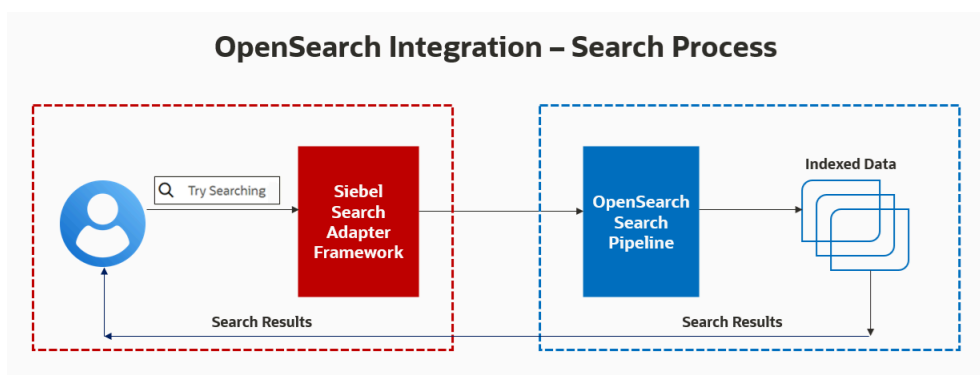 OpenSearch Integration – Search Process
Try Searching
Siebel
Search
Adapter
Framework
OpenSearch
Search
Pipeline
Indexed Data
Search Results
Search Results